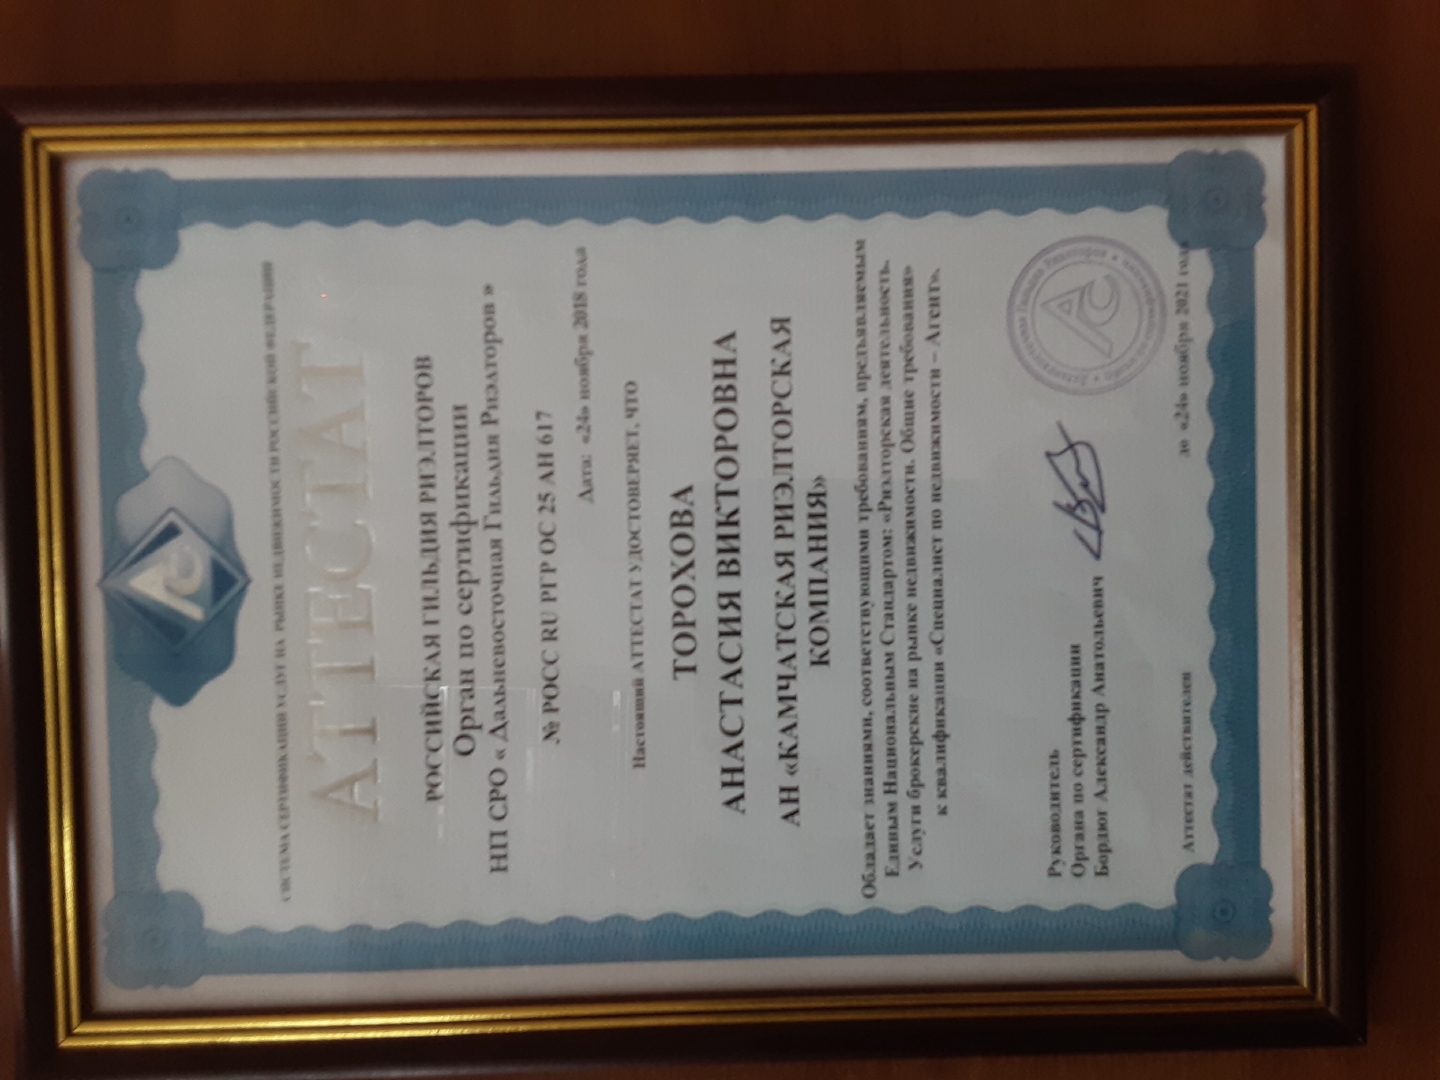 СИСТЕМА СЕРТИФИКАЦИИ УСЛУГ НА РЫНКЕ НЕДВИЖИМОСТИ РОССИЙСКОЙ ФЕДЕРАЦИИ
АТТЕСТАТ
РОССИЙСКАЯ ГИЛЬДИЯ РИЭЛТОРОВ
Орган по сертификации
НП СРО « Дальневосточная Гильдия Риэлторов »
№ РОСС RU РГР ОС 25 АН 617
Дата: «24» ноября 2018 года
Настоящий АТТЕСТАТ УДОСТОВЕРЯЕТ, ЧТО
ТОРОХОВА
АНАСТАСИЯ ВИКТОРОВНА
АН «КАМЧАТСКАЯ РИЭЛТОРСКАЯ
КОМПАНИЯ»
Обладает знаниями, соответствующими требованиям, предъявляемым
Единым Национальным Стандартом: «Риэлторская деятельность.
Услуги брокерские на рынке недвижимости. Общие требования»
к квалификации «Специалист по недвижимости – Агент».
Руководитель
Органа по сертификации
Бордюг Александр Анатольевич
Аттестат действителен до «24» ноября 2021 года